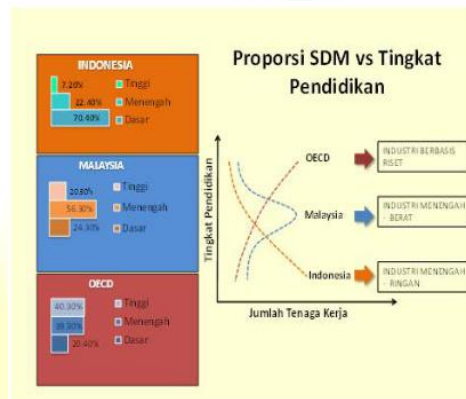 INDONESIA
7.20%
Tinggi
22.40%
Menengah
70.40%
Dasar
MALAYSIA
Tinggi
56.30%
Menengah
24.30%
Dasar
OECD
40.30%
Tinggi
39.30%
Menengah
20.40%
Dasar
Proporsi SDM vs Tingkat
Pendidikan
Tingkat Pendidikan
OECD
INDUSTRI BERBASIS
RISET
Malaysia
INDUSTRI MENENGAH
- BERAT
Indonesia
INDUSTRI MENENGAH
- RINGAN
Jumlah Tenaga Kerja